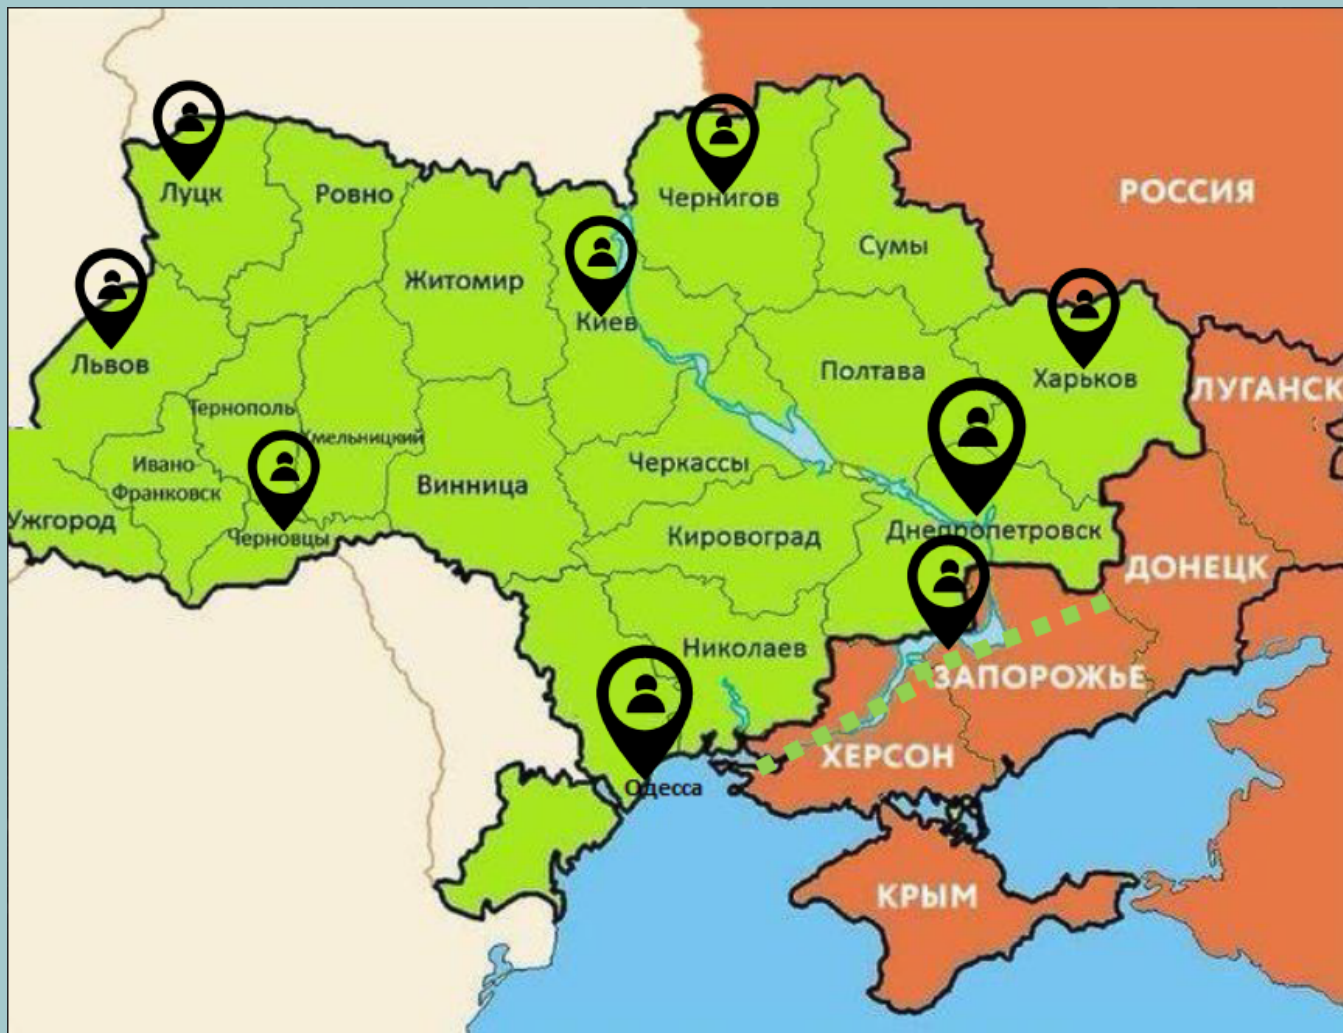 РОССИЯ
Луцк
Ровно
Чернигов
Сумы
Житомир
Киев
Львов
Полтава
Харьков
ЛУГАНСК
Тернополь
Хмельницкий
Ивано-
Франковск
Винница
Черкассы
Ужгород
Черновцы
Кировоград
Днепропетровск
ДОНЕЦК
Николаев
ЗАПОРОЖЬЕ
ХЕРСОН
Одесса
КРЫМ